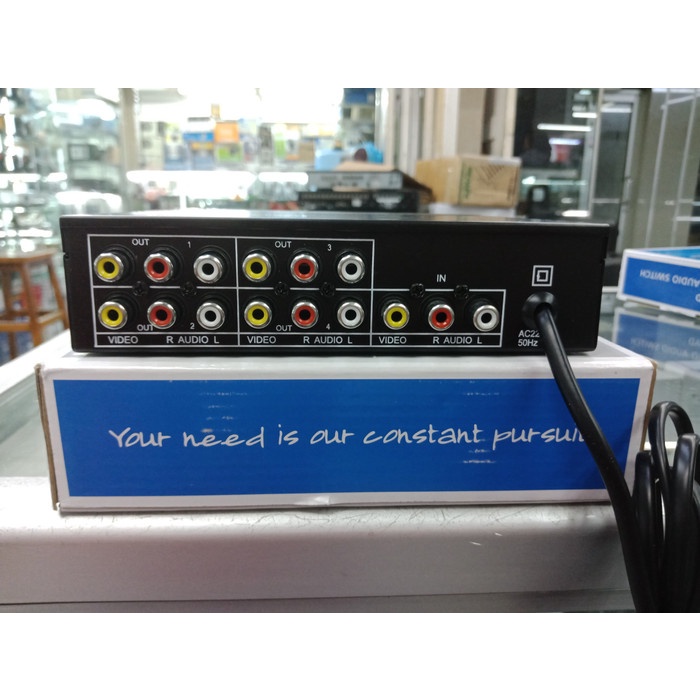 OUT 1 OUT 3
IN
OUT 2 OUT 4
VIDEO R AUDIO L VIDEO R AUDIO L VIDEO R AUDIO L
AC22
50Hz
Your need is our constant pursui
AUDIO SWITCH